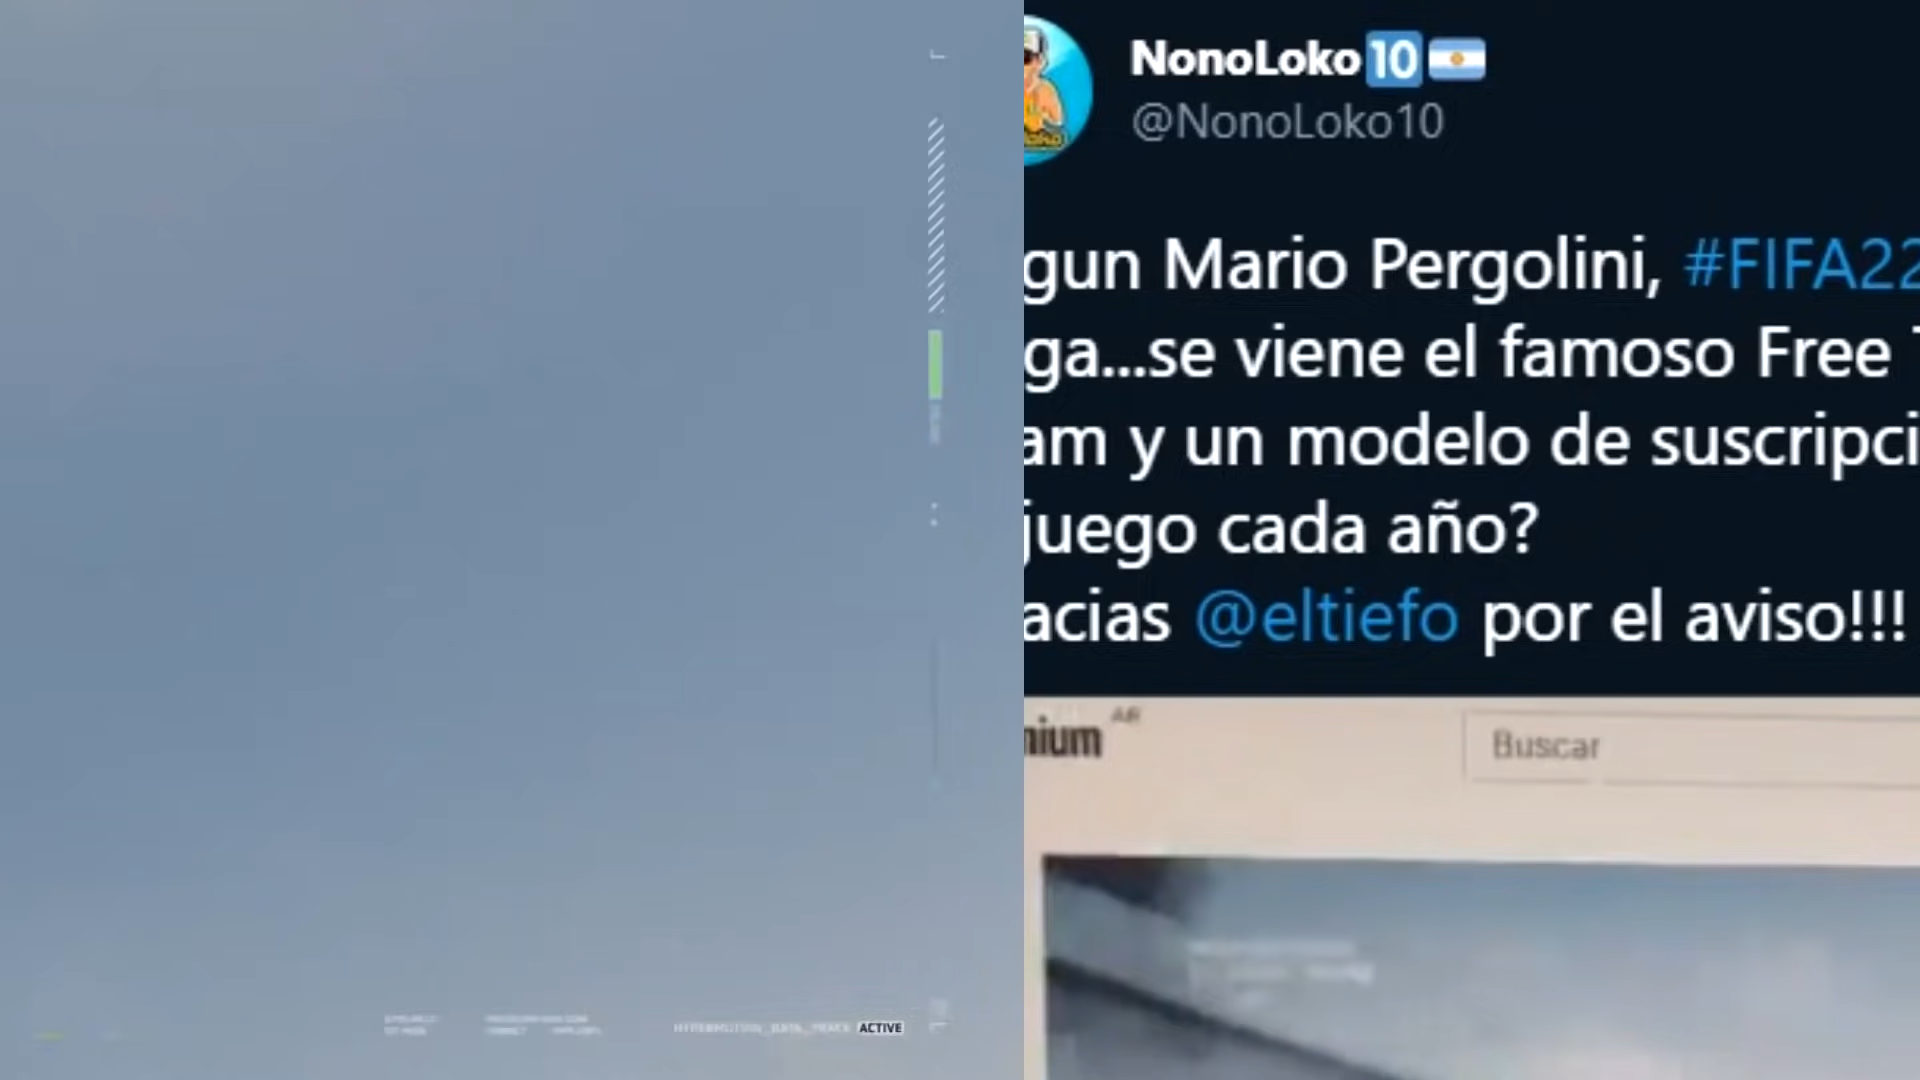 ACTIVE
NonoLoko🔟🇦🇷
@NonoLoko10
gun Mario Pergolini, #FIFA22
ga...se viene el famoso Free
am y un modelo de suscripci
juego cada año?
acias @eltiefo por el aviso!!!
nium AR
Buscar